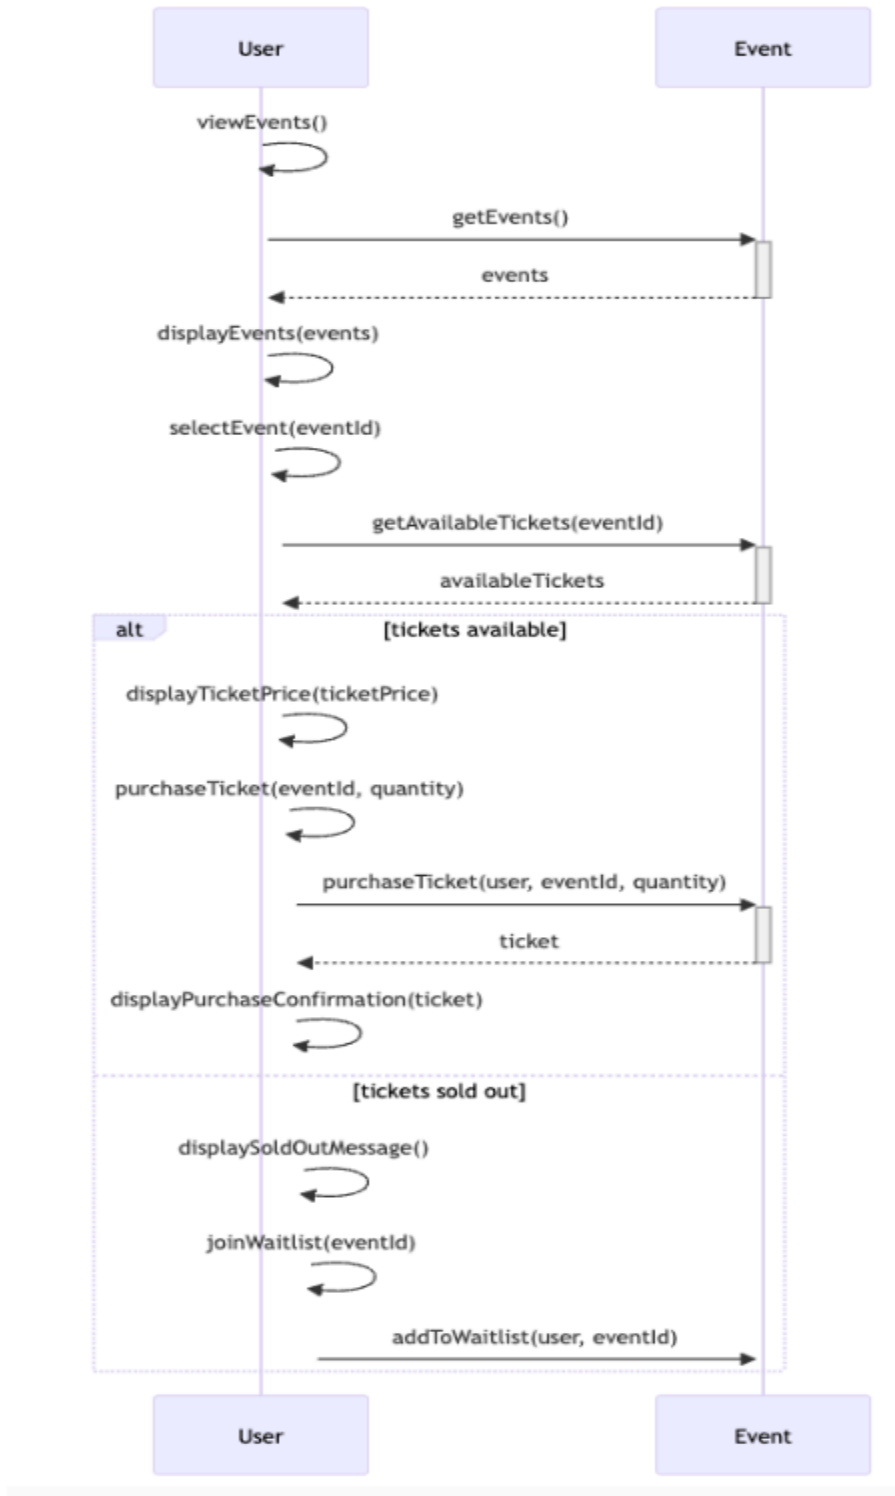 User Event
viewEvents()
getEvents()
events
displayEvents(events)
selectEvent(eventId)
getAvailableTickets(eventId)
availableTickets
alt [tickets available]
displayTicketPrice(ticketPrice)
purchaseTicket(eventId, quantity)
purchaseTicket(user, eventId, quantity)
ticket
displayPurchaseConfirmation(ticket)
[tickets sold out]
displaySoldOutMessage()
joinWaitlist(eventId)
addToWaitlist(user, eventId)
User Event